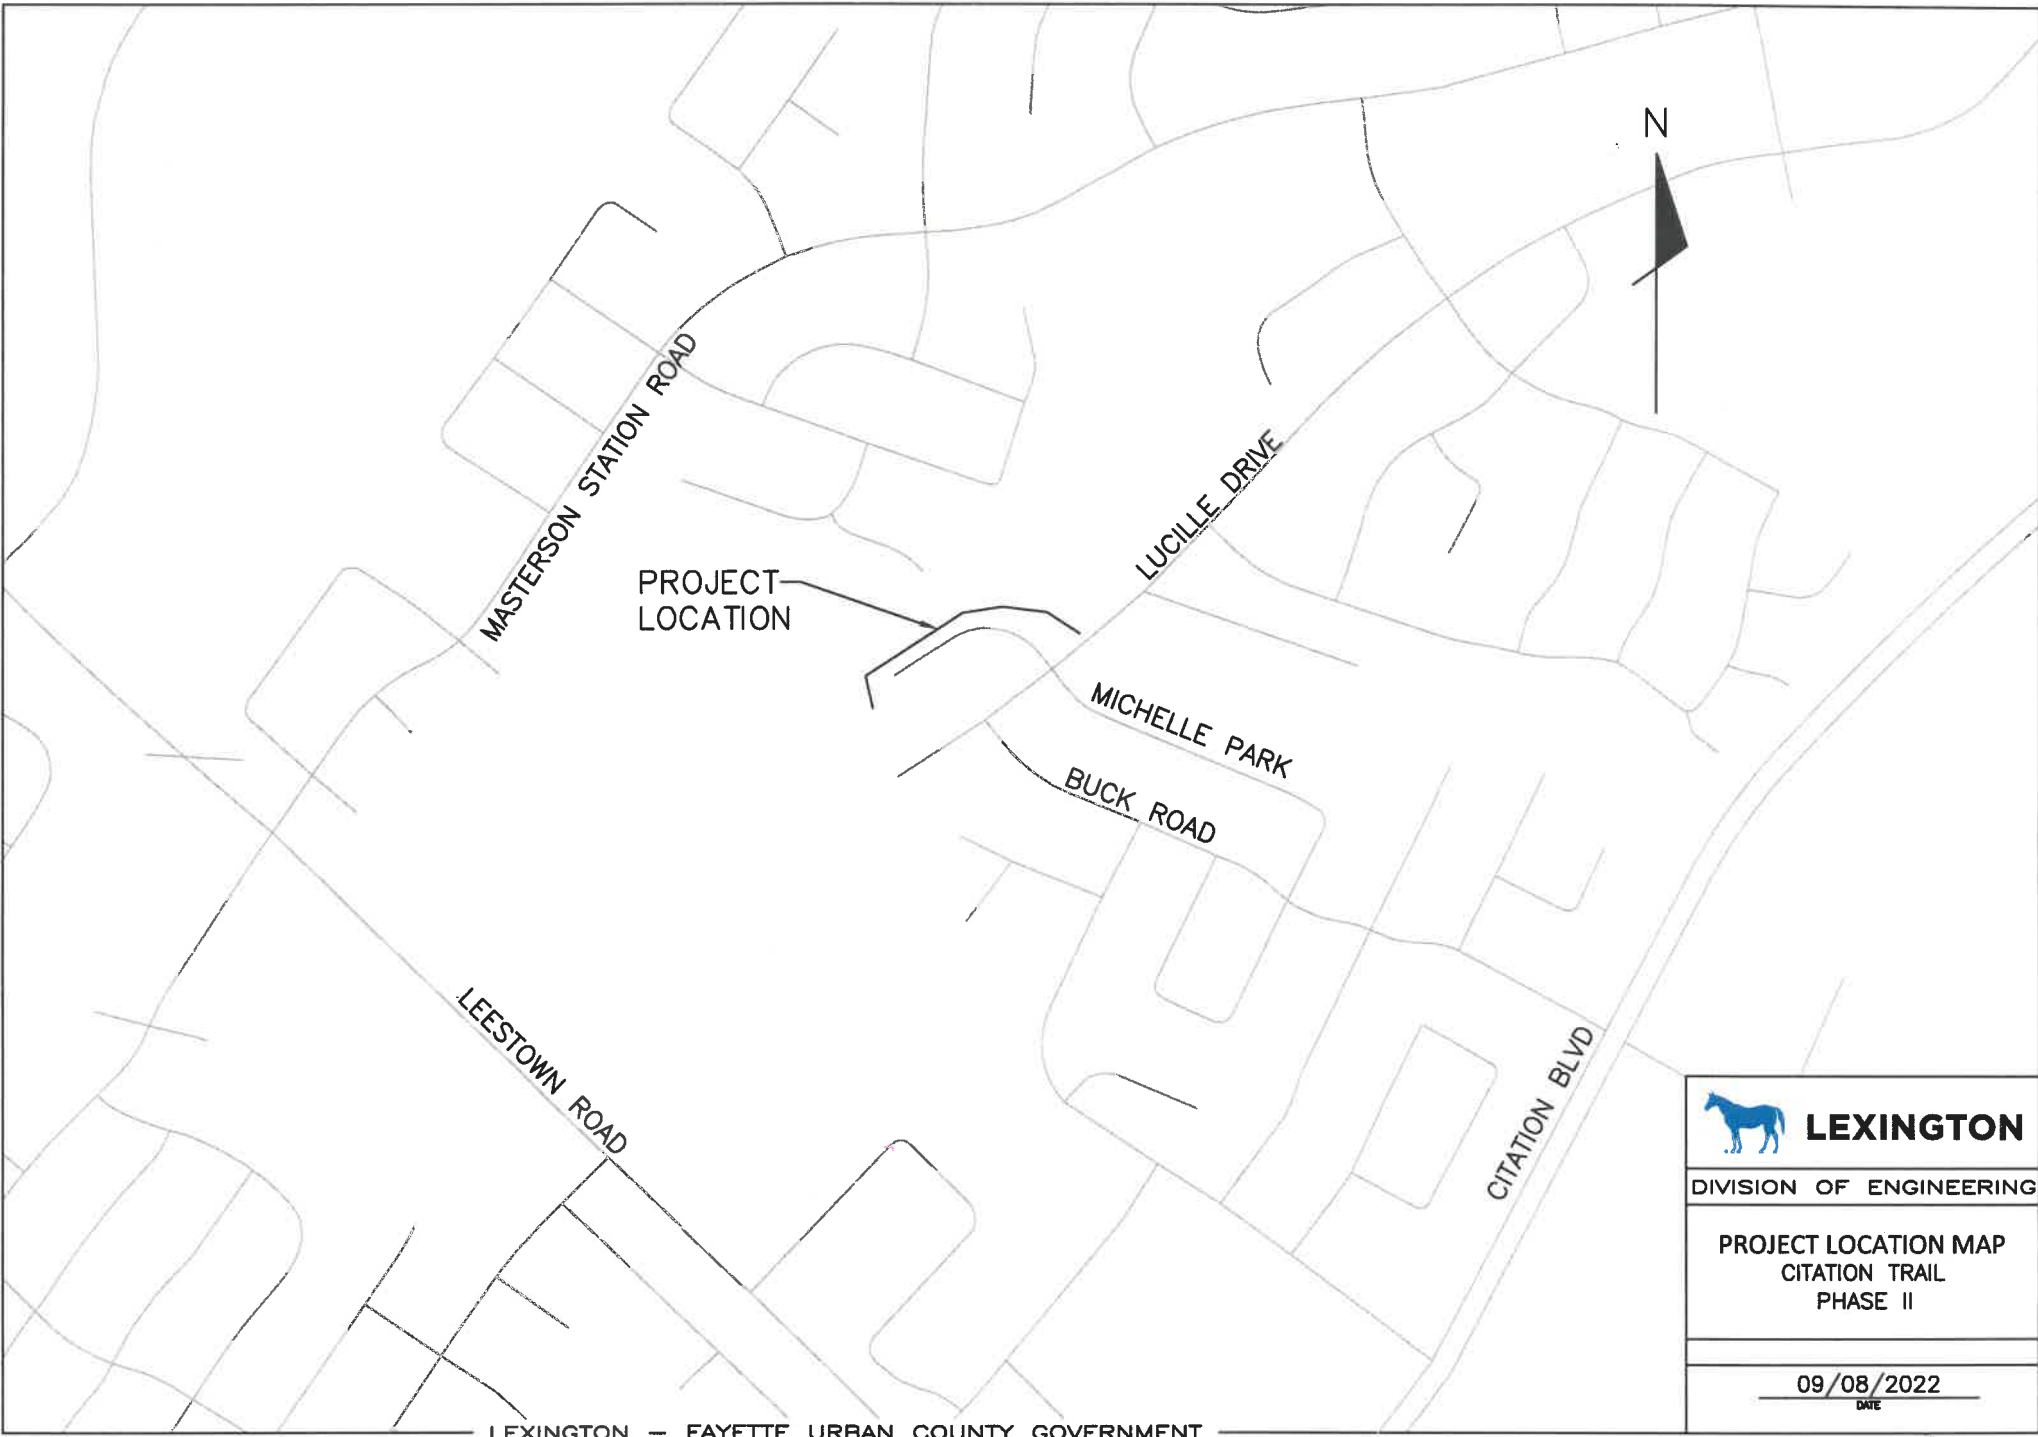 N
MASTERSON STATION ROAD
LUCILLE DRIVE
PROJECT
LOCATION
MICHELLE PARK
BUCK ROAD
LEESTOWN ROAD
CITATION BLVD
LEXINGTON
DIVISION OF ENGINEERING
PROJECT LOCATION MAP
CITATION TRAIL
PHASE II
09/08/2022
DATE
LEXINGTON - FAYETTE URBAN COUNTY GOVERNMENT